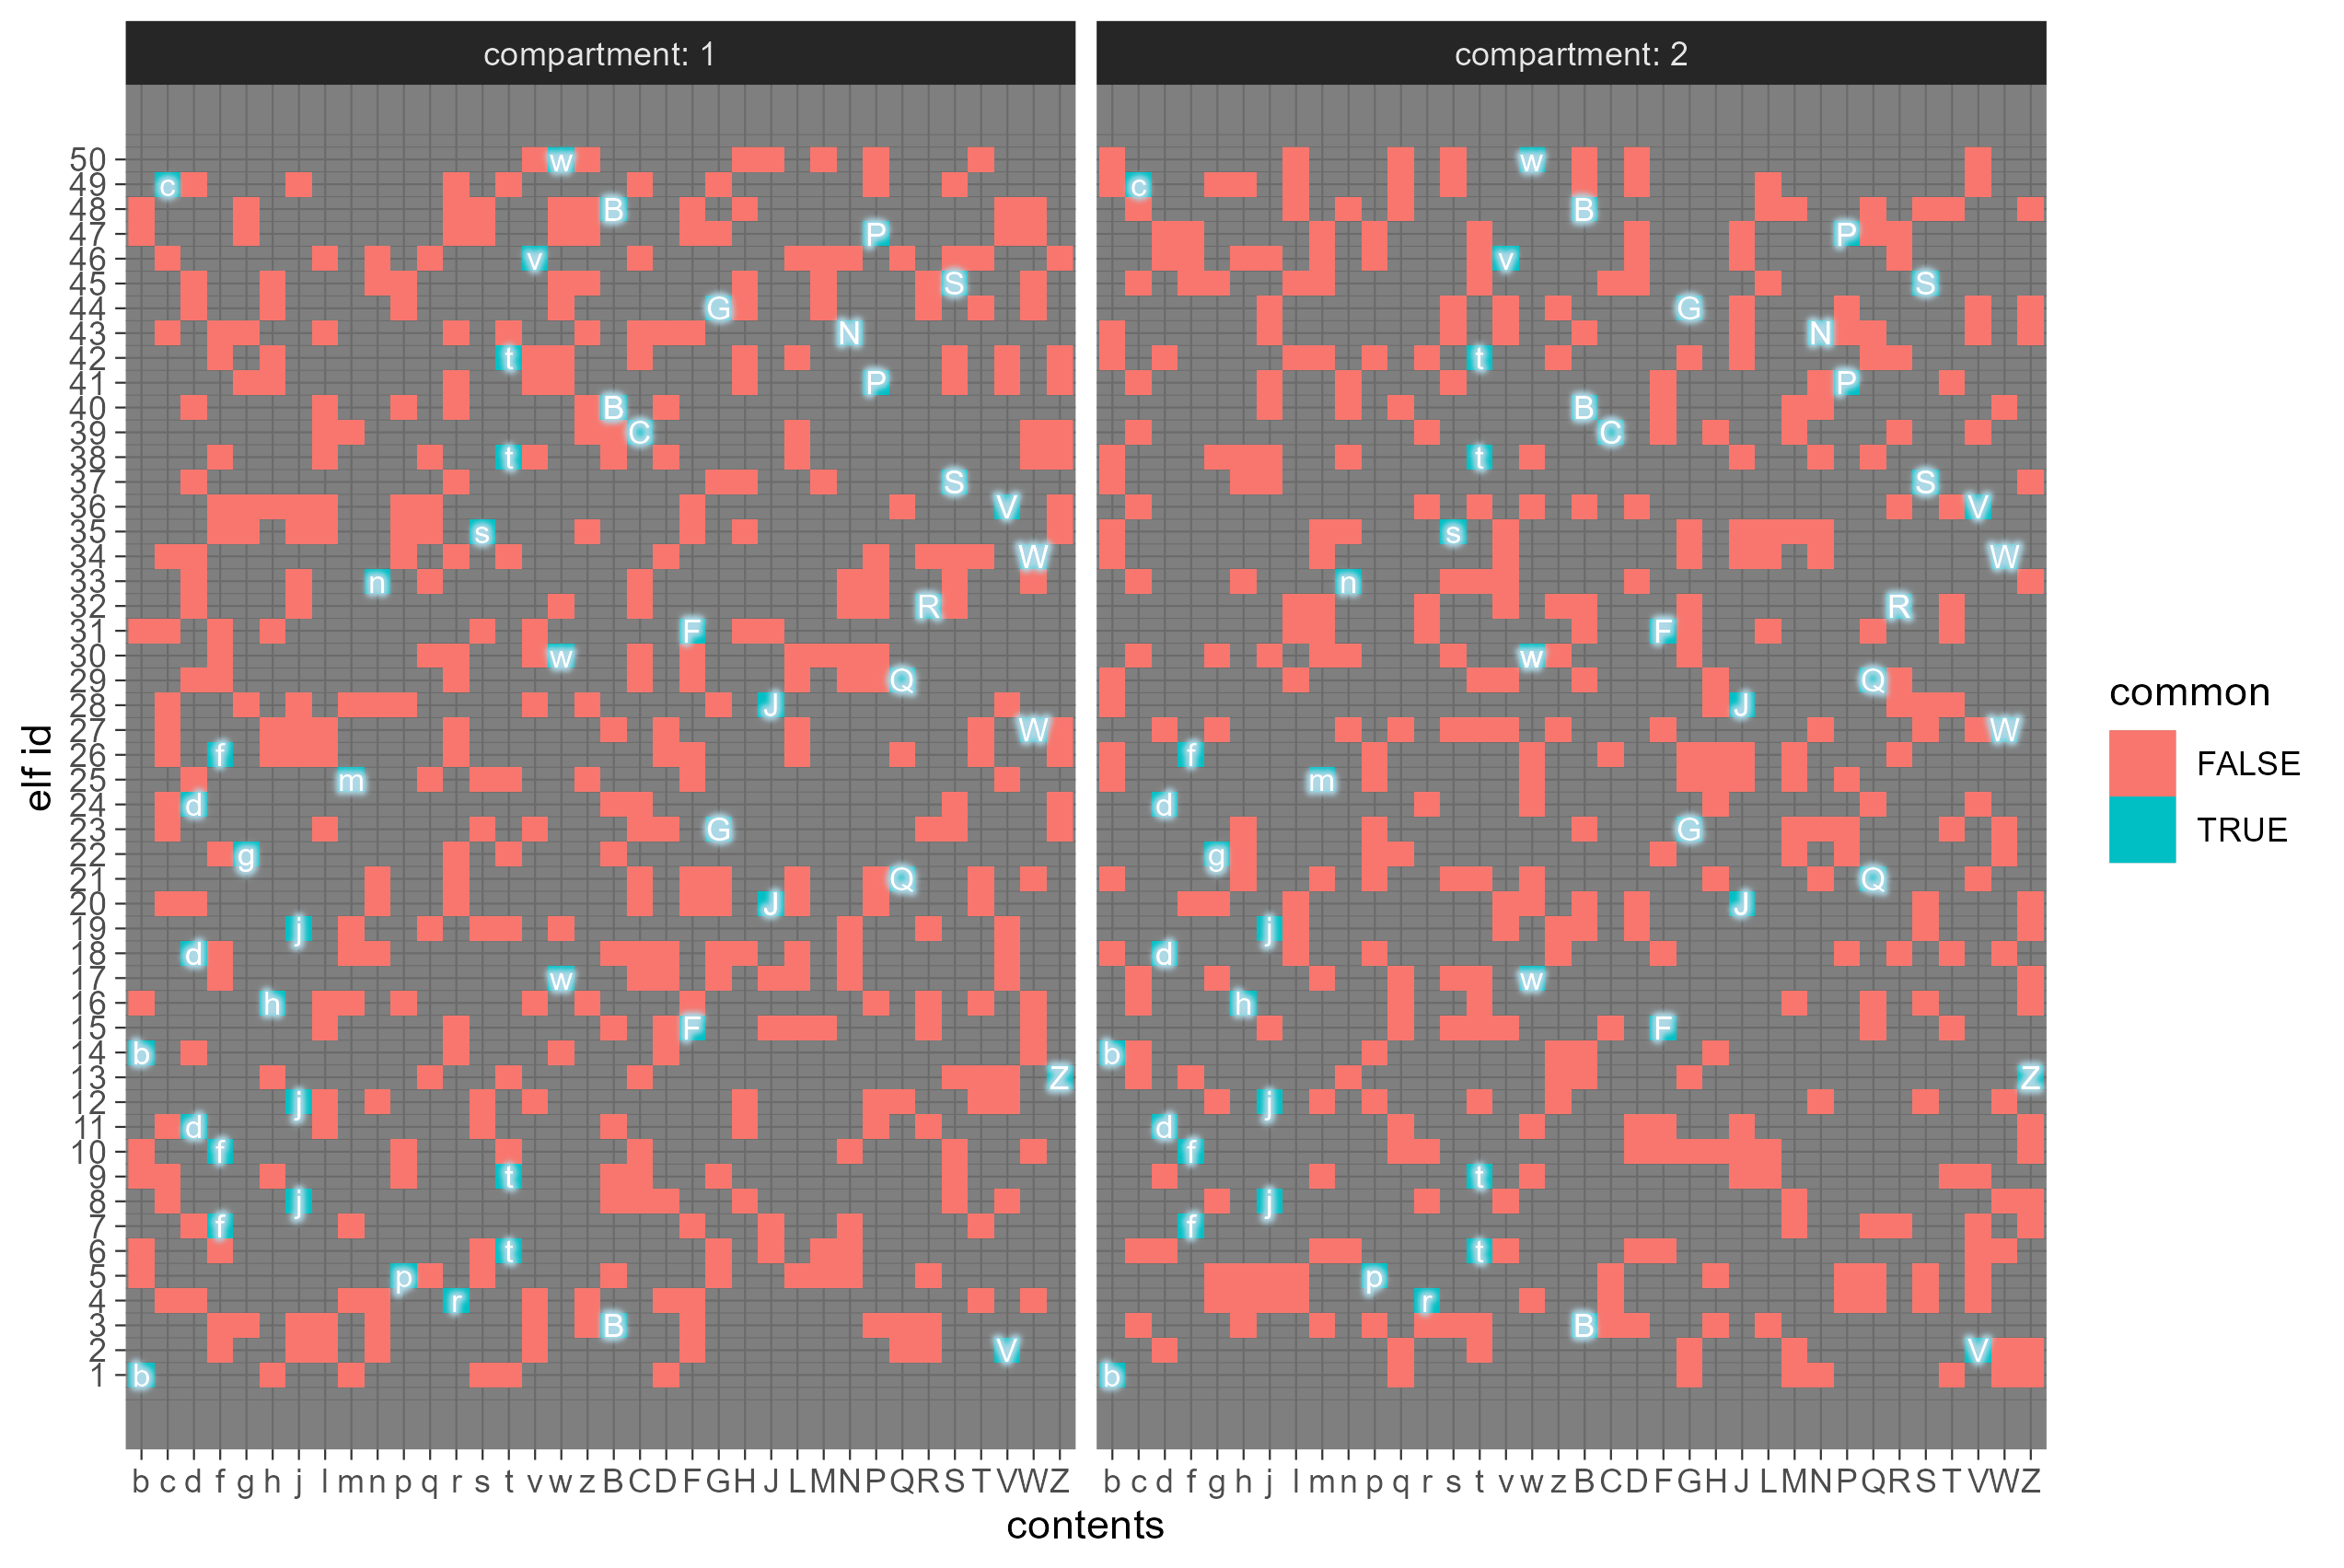 compartment: 1
compartment: 2
50 w w
49 c c
48 B B
47 P P
46 v v
45 S S
44 G G
43 N N
42 t t
41 P P
40 B B
39 C C
38 t t
37 S S
36 V V
35 s s
34 W W
33 n n
32 R R
31 F F
30 w w
29 Q Q
28 J J
27 W W
26 f f
25 m m
24 d d
23 G G
22 g g
21 Q Q
20 J J
19 j j
18 d d
17 w w
16 h h
15 F F
14 b b
13 Z Z
12 j j
11 d d
10 f f
9 t t
8 j j
7 f f
6 t t
5 p p
4 r r
3 B B
2 V V
1 b b
b c d f g h j l m n p q r s t v w z B C D F G H J L M N P Q R S T V W Z
b c d f g h j l m n p q r s t v w z B C D F G H J L M N P Q R S T V W Z
contents
elf id
common
FALSE
TRUE